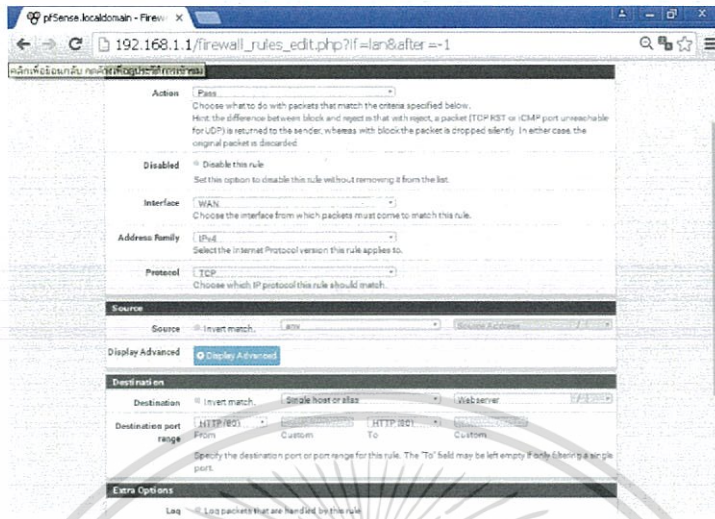 pfSense.localdomain - Firew
192.168.1.1/firewall_rules_edit.php?if=lan&after=-1
Action Pass
Choose what to do with packets that match the criteria specified below.
Hint: the difference between block and reject is that with reject, a packet (TCP RST or ICMP port unreachable
for UDP) is returned to the sender, whereas with block the packet is dropped silently. In either case, the
original packet is discarded.
Disabled Disable this rule
Set this option to disable this rule without removing it from the list.
Interface WAN
Choose the interface from which packets must come to match this rule.
Address Family IPv4
Select the Internet Protocol version this rule applies to.
Protocol TCP
Choose which IP protocol this rule should match.
Source
Source Invert match. any Source Address /
Display Advanced Display Advanced
Destination
Destination Invert match. Single host or alias Webserver /
Destination port range HTTP (80) HTTP (80)
From Custom To Custom
Specify the destination port or port range for this rule. The "To" field may be left empty if only filtering a single
port.
Extra Options
Log Log packets that are handled by this rule